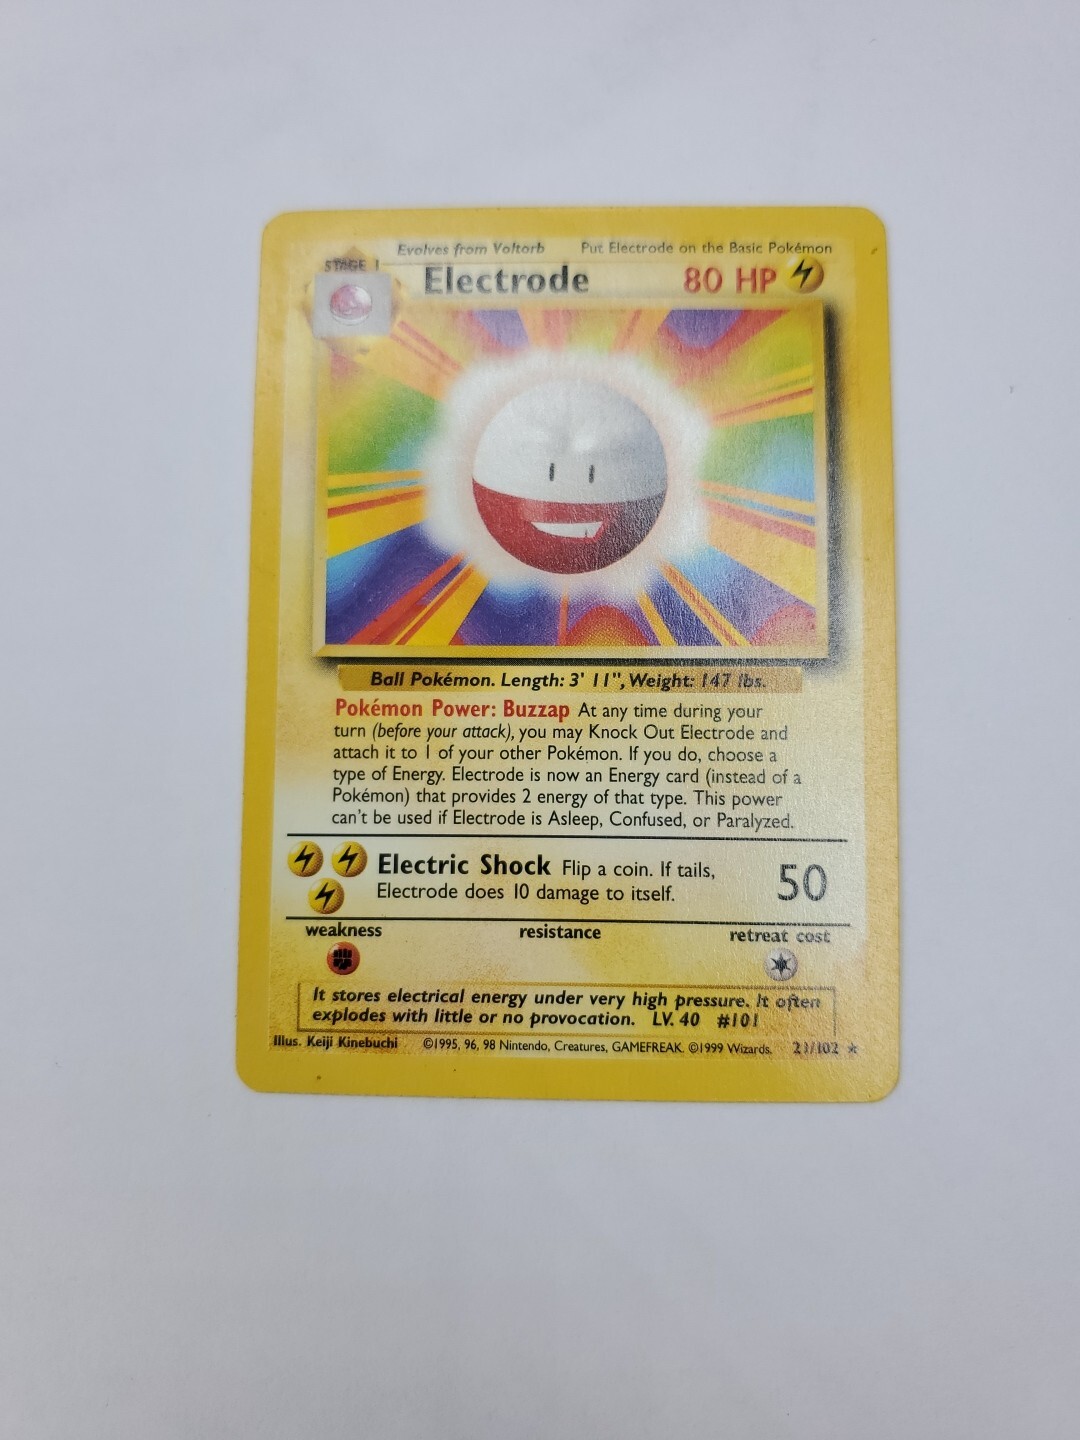 Evolves from Voltorb Put Electrode on the Basic Pokémon
STAGE 1
Electrode 80 HP
Ball Pokémon. Length: 3' 11", Weight: 147 lbs.
Pokémon Power: Buzzap At any time during your
turn (before your attack), you may Knock Out Electrode and
attach it to 1 of your other Pokémon. If you do, choose a
type of Energy. Electrode is now an Energy card (instead of a
Pokémon) that provides 2 energy of that type. This power
can't be used if Electrode is Asleep, Confused, or Paralyzed.
Electric Shock Flip a coin. If tails,
Electrode does 10 damage to itself.
50
weakness resistance retreat cost
It stores electrical energy under very high pressure. It often
explodes with little or no provocation. LV. 40 #101
Illus. Keiji Kinebuchi ©1995, 96, 98 Nintendo, Creatures, GAMEFREAK. ©1999 Wizards. 21/102 ★